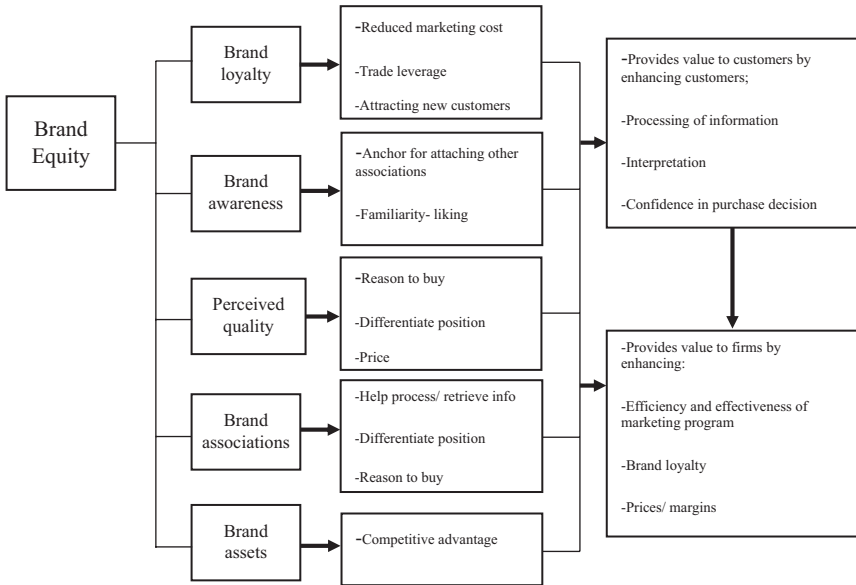 Brand
Equity
Brand
loyalty
-Reduced marketing cost
-Trade leverage
-Attracting new customers
Brand
awareness
-Anchor for attaching other
associations
-Familiarity- liking
Perceived
quality
-Reason to buy
-Differentiate position
-Price
Brand
associations
-Help process/ retrieve info
-Differentiate position
-Reason to buy
Brand
assets
-Competitive advantage
-Provides value to customers by
enhancing customers;
-Processing of information
-Interpretation
-Confidence in purchase decision
-Provides value to firms by
enhancing:
-Efficiency and effectiveness of
marketing program
-Brand loyalty
-Prices/ margins